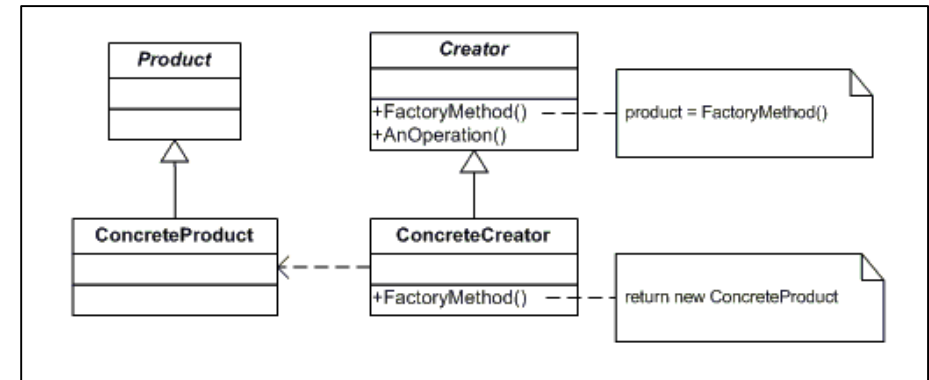 Product
Creator
+FactoryMethod()
+AnOperation()
product = FactoryMethod()
ConcreteProduct
ConcreteCreator
+FactoryMethod()
return new ConcreteProduct